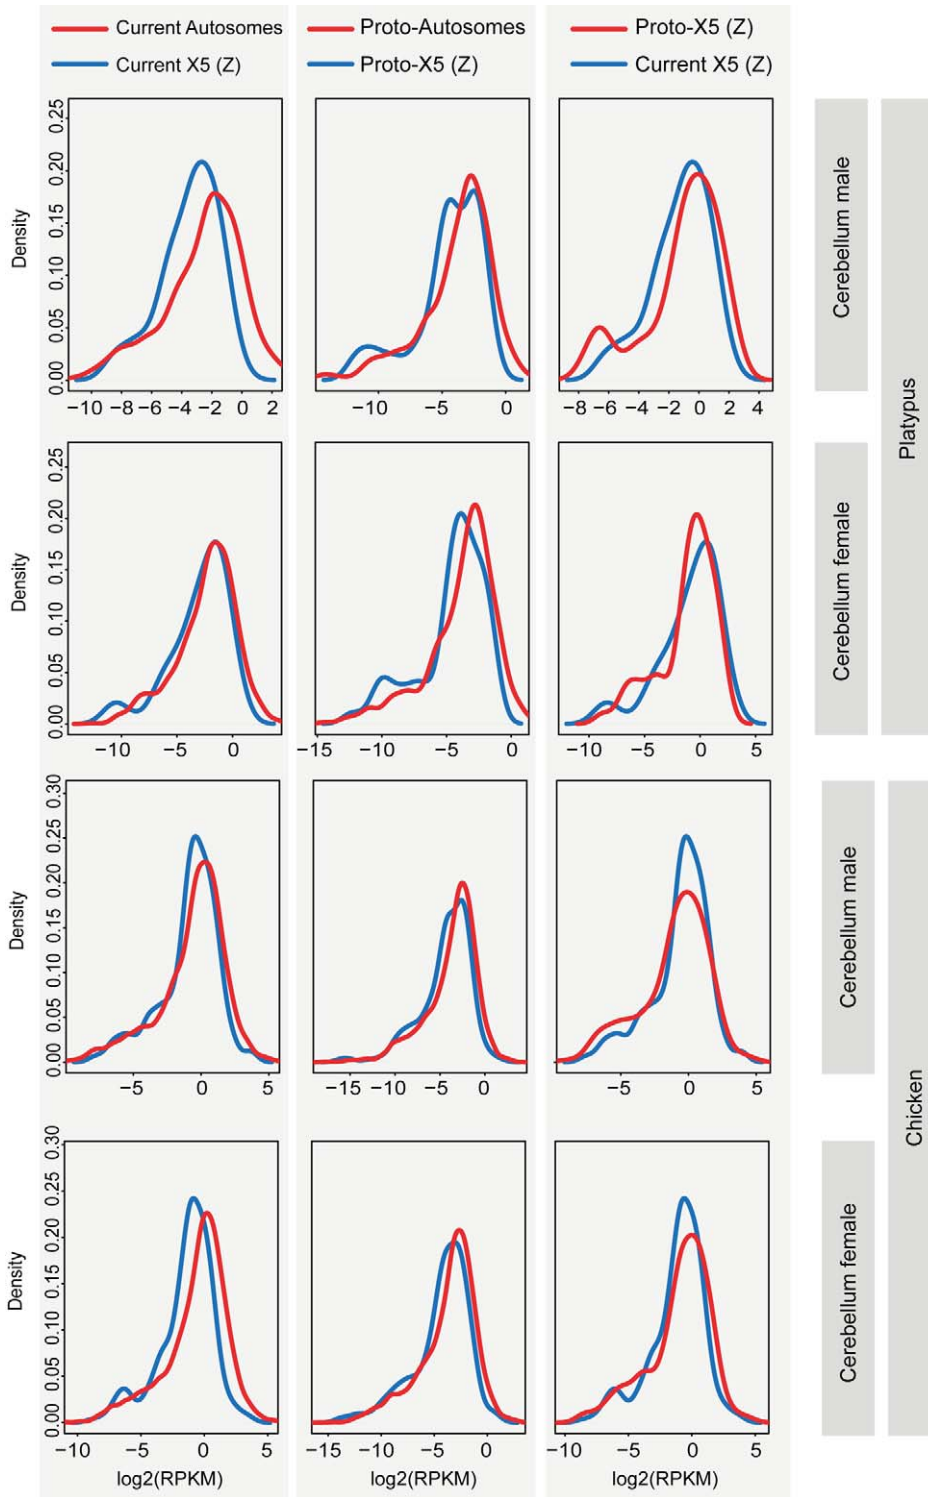 Current Autosomes
Current X5 (Z)
Proto-Autosomes
Proto-X5 (Z)
Proto-X5 (Z)
Current X5 (Z)
Density
0.25
0.20
0.15
0.10
0.05
0.00
−10 −8 −6 −4 −2 0 2
−10 −5 0
−8 −6 −4 −2 0 2 4
Cerebellum male
Density
0.25
0.20
0.15
0.10
0.05
0.00
−10 −5 0
−15 −10 −5 0
−10 −5 0 5
Cerebellum female
Platypus
Density
0.30
0.25
0.20
0.15
0.10
0.05
0.00
−5 0 5
−15 −10 −5 0
−5 0 5
Cerebellum male
Density
0.30
0.25
0.20
0.15
0.10
0.05
0.00
−10 −5 0 5
−15 −10 −5 0
−10 −5 0 5
Cerebellum female
Chicken
log2(RPKM)
log2(RPKM)
log2(RPKM)